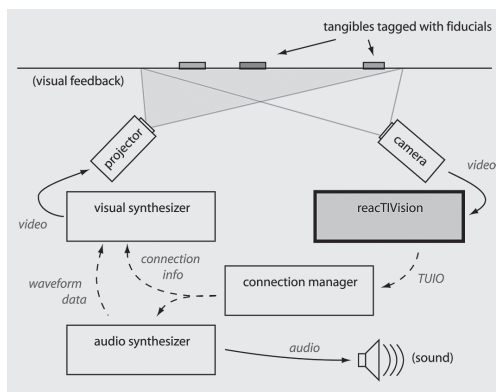 tangibles tagged with fiducials
(visual feedback)
projector
camera
video
video
visual synthesizer
reacTIVision
connection
info
waveform
data
connection manager
TUIO
audio synthesizer
audio
(sound)